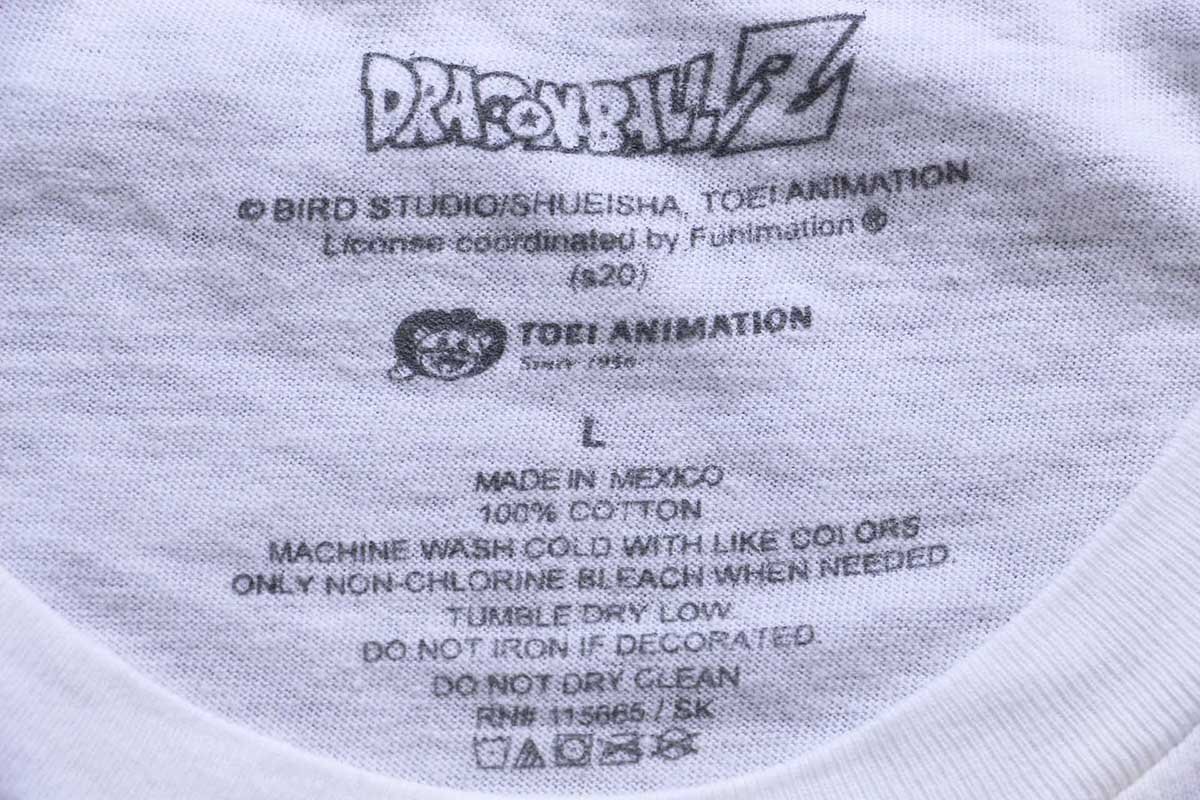 DRAGONBALL Z
© BIRD STUDIO/SHUEISHA, TOEI ANIMATION
License coordinated by Funimation ®
(s20)
TOEI ANIMATION
Since 1956
L
MADE IN MEXICO
100% COTTON
MACHINE WASH COLD WITH LIKE COLORS
ONLY NON-CHLORINE BLEACH WHEN NEEDED.
TUMBLE DRY LOW.
DO NOT IRON IF DECORATED.
DO NOT DRY CLEAN
RN# 115665 / SK